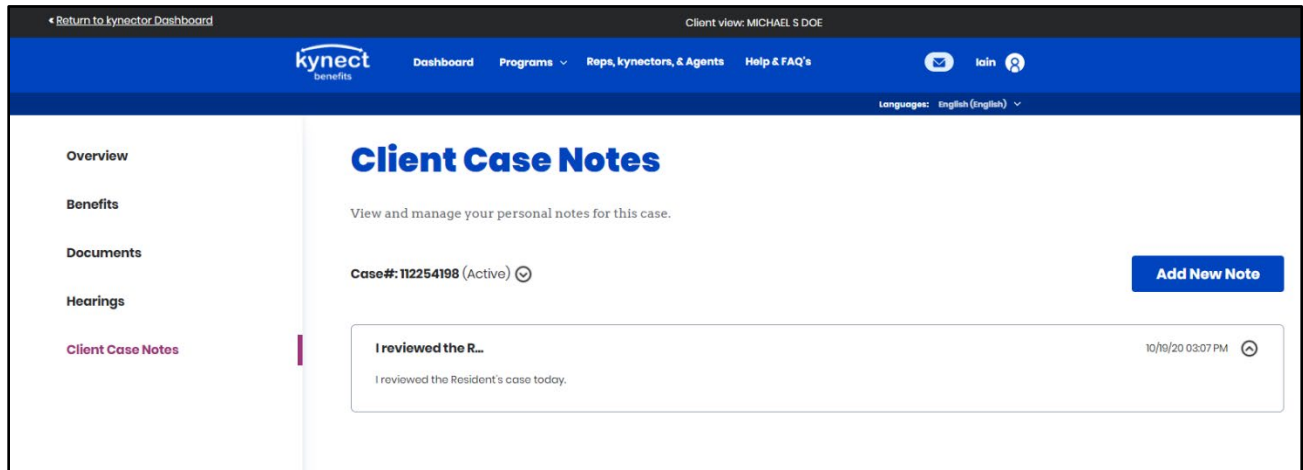 Return to kynector Dashboard
Client view: MICHAEL S DOE
kynect
benefits
Dashboard Programs Reps, kynectors, & Agents Help & FAQ's Iain
Languages: English (English)
Overview
Benefits
Documents
Hearings
Client Case Notes
Client Case Notes
View and manage your personal notes for this case.
Case#: 112254198 (Active)
Add New Note
I reviewed the R...
10/19/20 03:07 PM
I reviewed the Resident's case today.